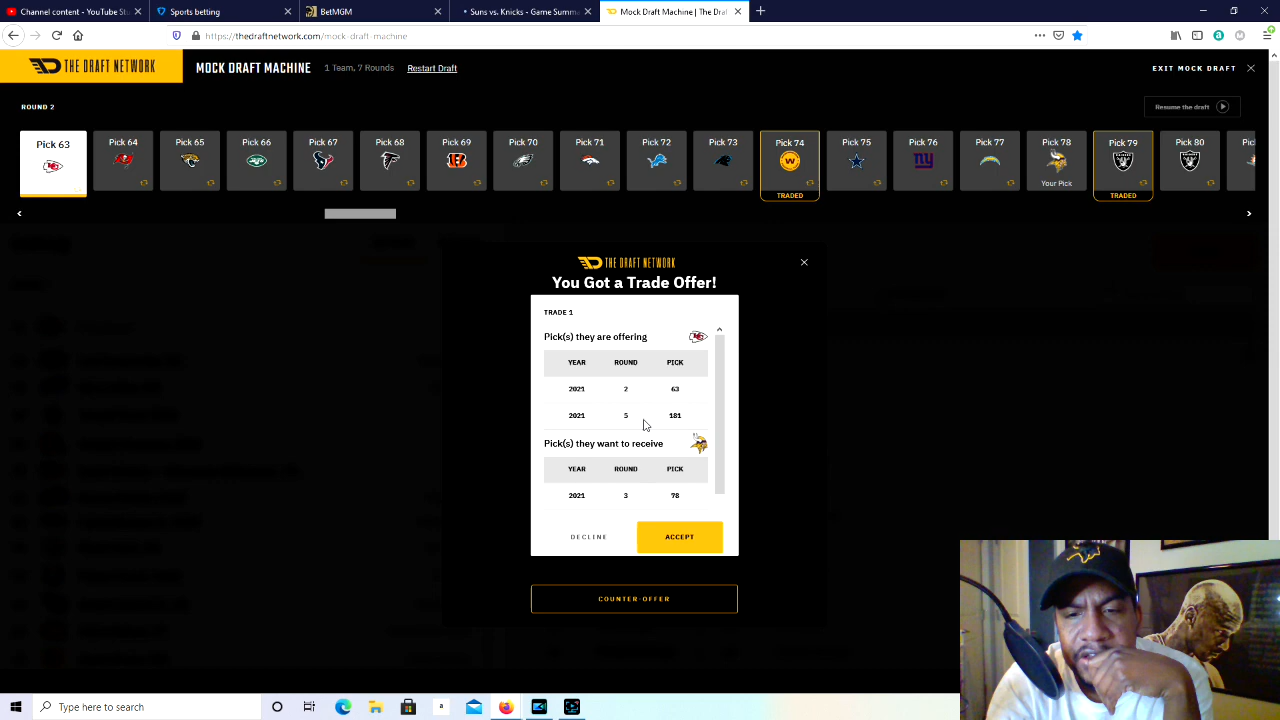 Channel content - YouTube Stu
Sports betting
BetMGM
Suns vs. Knicks - Game Summa
Mock Draft Machine | The Draft
https://thedraftnetwork.com/mock-draft-machine
THE DRAFT NETWORK
MOCK DRAFT MACHINE
1 Team, 7 Rounds
Restart Draft
EXIT MOCK DRAFT
ROUND 2
Resume the draft
Pick 63
Pick 64
Pick 65
Pick 66
Pick 67
Pick 68
Pick 69
Pick 70
Pick 71
Pick 72
Pick 73
Pick 74
TRADED
Pick 75
Pick 76
Pick 77
Pick 78
Your Pick
Pick 79
TRADED
Pick 80
THE DRAFT NETWORK
You Got a Trade Offer!
TRADE 1
Pick(s) they are offering
YEAR ROUND PICK
2021 2 63
2021 5 181
Pick(s) they want to receive
YEAR ROUND PICK
2021 3 78
DECLINE
ACCEPT
COUNTER OFFER
Type here to search